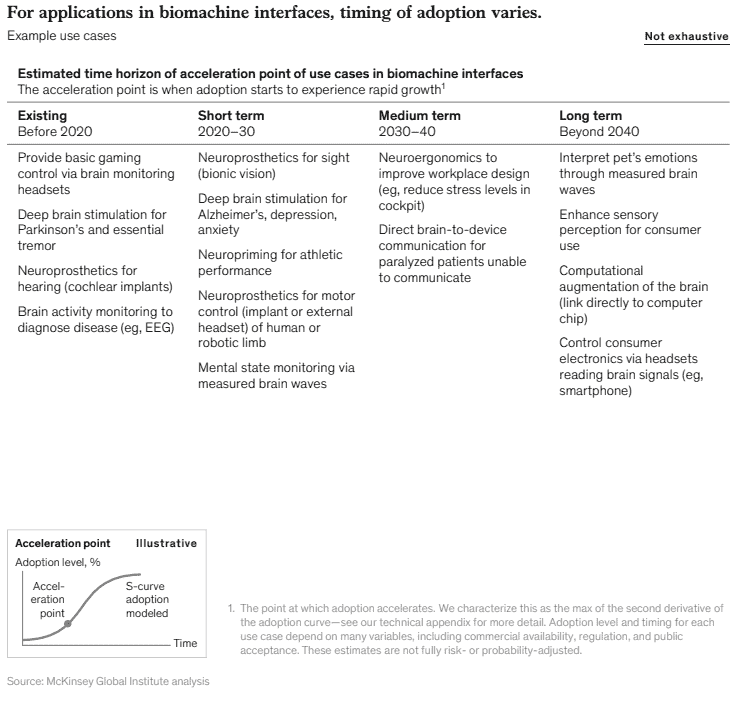 For applications in biomachine interfaces, timing of adoption varies.
Example use cases
Not exhaustive
Estimated time horizon of acceleration point of use cases in biomachine interfaces
The acceleration point is when adoption starts to experience rapid growth1
Existing
Before 2020
Provide basic gaming
control via brain monitoring
headsets
Deep brain stimulation for
Parkinson's and essential
tremor
Neuroprosthetics for
hearing (cochlear implants)
Brain activity monitoring to
diagnose disease (eg, EEG)
Short term
2020–30
Neuroprosthetics for sight
(bionic vision)
Deep brain stimulation for
Alzheimer's, depression,
anxiety
Neuropriming for athletic
performance
Neuroprosthetics for motor
control (implant or external
headset) of human or
robotic limb
Mental state monitoring via
measured brain waves
Medium term
2030–40
Neuroergonomics to
improve workplace design
(eg, reduce stress levels in
cockpit)
Direct brain-to-device
communication for
paralyzed patients unable
to communicate
Long term
Beyond 2040
Interpret pet's emotions
through measured brain
waves
Enhance sensory
perception for consumer
use
Computational
augmentation of the brain
(link directly to computer
chip)
Control consumer
electronics via headsets
reading brain signals (eg,
smartphone)
Acceleration point
Illustrative
Adoption level, %
Accel-
eration
point
S-curve
adoption
modeled
Time
1. The point at which adoption accelerates. We characterize this as the max of the second derivative of
the adoption curve—see our technical appendix for more detail. Adoption level and timing for each
use case depend on many variables, including commercial availability, regulation, and public
acceptance. These estimates are not fully risk- or probability-adjusted.
Source: McKinsey Global Institute analysis